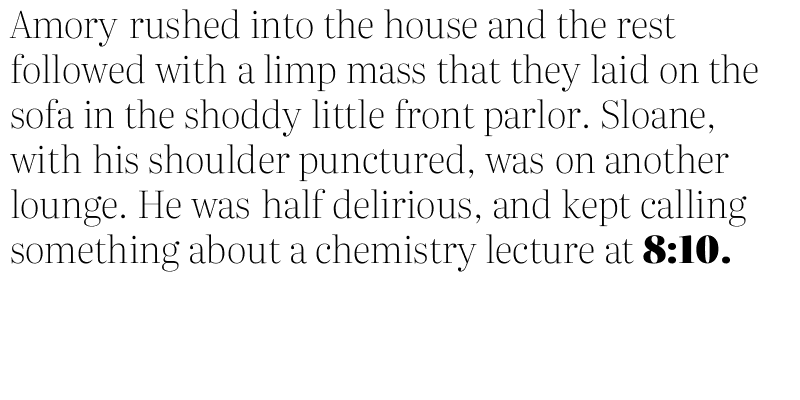 Amory rushed into the house and the rest
followed with a limp mass that they laid on the
sofa in the shoddy little front parlor. Sloane,
with his shoulder punctured, was on another
lounge. He was half delirious, and kept calling
something about a chemistry lecture at 8:10.